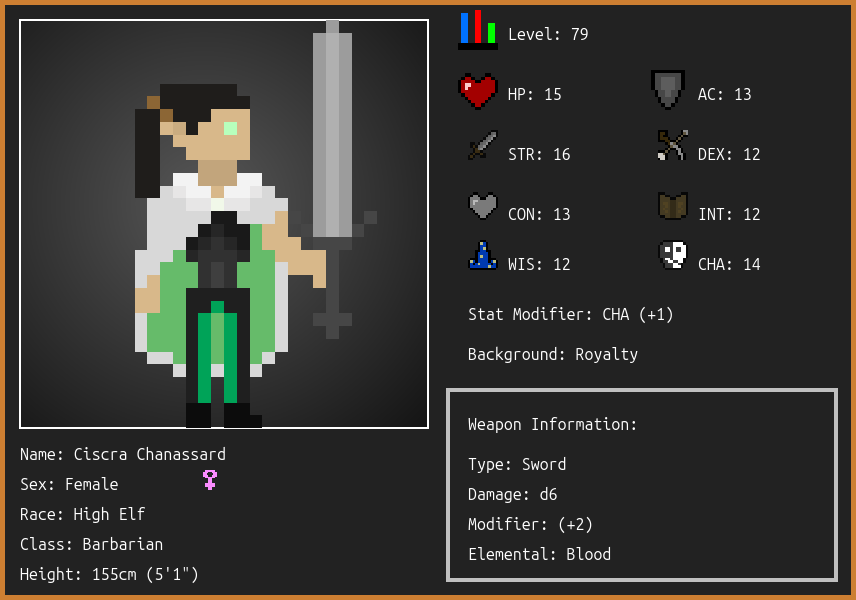 Level: 79
HP: 15
AC: 13
STR: 16
DEX: 12
CON: 13
INT: 12
WIS: 12
CHA: 14
Stat Modifier: CHA (+1)
Background: Royalty
Weapon Information:
Type: Sword
Damage: d6
Modifier: (+2)
Elemental: Blood
Name: Ciscra Chanassard
Sex: Female
Race: High Elf
Class: Barbarian
Height: 155cm (5'1")